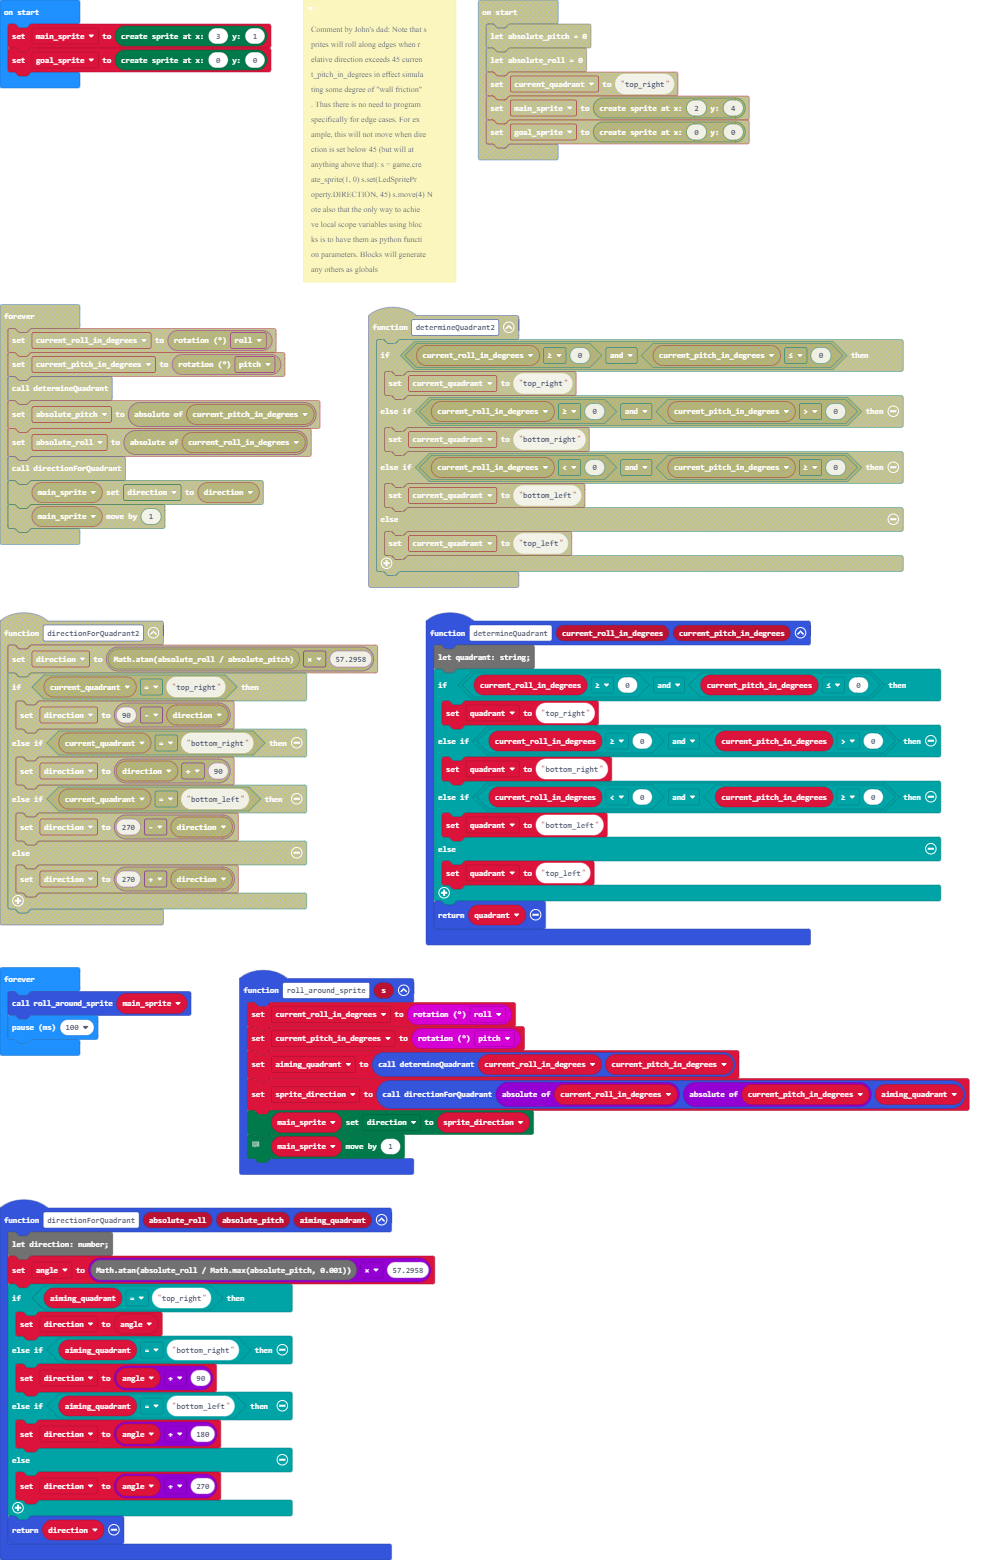 on start
set main_sprite to create sprite at x: 3 y: 1
set goal_sprite to create sprite at x: 0 y: 0
Comment by John's dad: Note that s
prites will roll along edges when r
elative direction exceeds 45 curren
t_pitch_in_degrees in effect simula
ting some degree of "wall friction"
. Thus there is no need to program
specifically for edge cases. For ex
ample, this will not move when dire
ction is set below 45 (but will at
anything above that): s = game.cre
ate_sprite(1, 0) s.set(LedSpritePr
operty.DIRECTION, 45) s.move(4) N
ote also that the only way to achie
ve local scope variables using bloc
ks is to have them as python functi
on parameters. Blocks will generate
any others as globals
on start
let absolute_pitch = 0
let absolute_roll = 0
set current_quadrant to "top_right"
set main_sprite to create sprite at x: 2 y: 4
set goal_sprite to create sprite at x: 0 y: 0
forever
set current_roll_in_degrees to rotation (°) roll
set current_pitch_in_degrees to rotation (°) pitch
call determineQuadrant
set absolute_pitch to absolute of current_pitch_in_degrees
set absolute_roll to absolute of current_roll_in_degrees
call directionForQuadrant
main_sprite set direction to direction
main_sprite move by 1
function determineQuadrant2
if current_roll_in_degrees ≥ 0 and current_pitch_in_degrees ≤ 0 then
set current_quadrant to "top_right"
else if current_roll_in_degrees ≥ 0 and current_pitch_in_degrees > 0 then
set current_quadrant to "bottom_right"
else if current_roll_in_degrees < 0 and current_pitch_in_degrees ≥ 0 then
set current_quadrant to "bottom_left"
else
set current_quadrant to "top_left"
function directionForQuadrant2
set direction to Math.atan(absolute_roll / absolute_pitch) × 57.2958
if current_quadrant = "top_right" then
set direction to 90 - direction
else if current_quadrant = "bottom_right" then
set direction to direction + 90
else if current_quadrant = "bottom_left" then
set direction to 270 - direction
else
set direction to 270 + direction
function determineQuadrant current_roll_in_degrees current_pitch_in_degrees
let quadrant: string;
if current_roll_in_degrees ≥ 0 and current_pitch_in_degrees ≤ 0 then
set quadrant to "top_right"
else if current_roll_in_degrees ≥ 0 and current_pitch_in_degrees > 0 then
set quadrant to "bottom_right"
else if current_roll_in_degrees < 0 and current_pitch_in_degrees ≥ 0 then
set quadrant to "bottom_left"
else
set quadrant to "top_left"
return quadrant
forever
call roll_around_sprite main_sprite
pause (ms) 100
function roll_around_sprite s
set current_roll_in_degrees to rotation (°) roll
set current_pitch_in_degrees to rotation (°) pitch
set aiming_quadrant to call determineQuadrant current_roll_in_degrees current_pitch_in_degrees
set sprite_direction to call directionForQuadrant absolute of current_roll_in_degrees absolute of current_pitch_in_degrees aiming_quadrant
main_sprite set direction to sprite_direction
main_sprite move by 1
function directionForQuadrant absolute_roll absolute_pitch aiming_quadrant
let direction: number;
set angle to Math.atan(absolute_roll / Math.max(absolute_pitch, 0.001)) × 57.2958
if aiming_quadrant = "top_right" then
set direction to angle
else if aiming_quadrant = "bottom_right" then
set direction to angle + 90
else if aiming_quadrant = "bottom_left" then
set direction to angle + 180
else
set direction to angle + 270
return direction